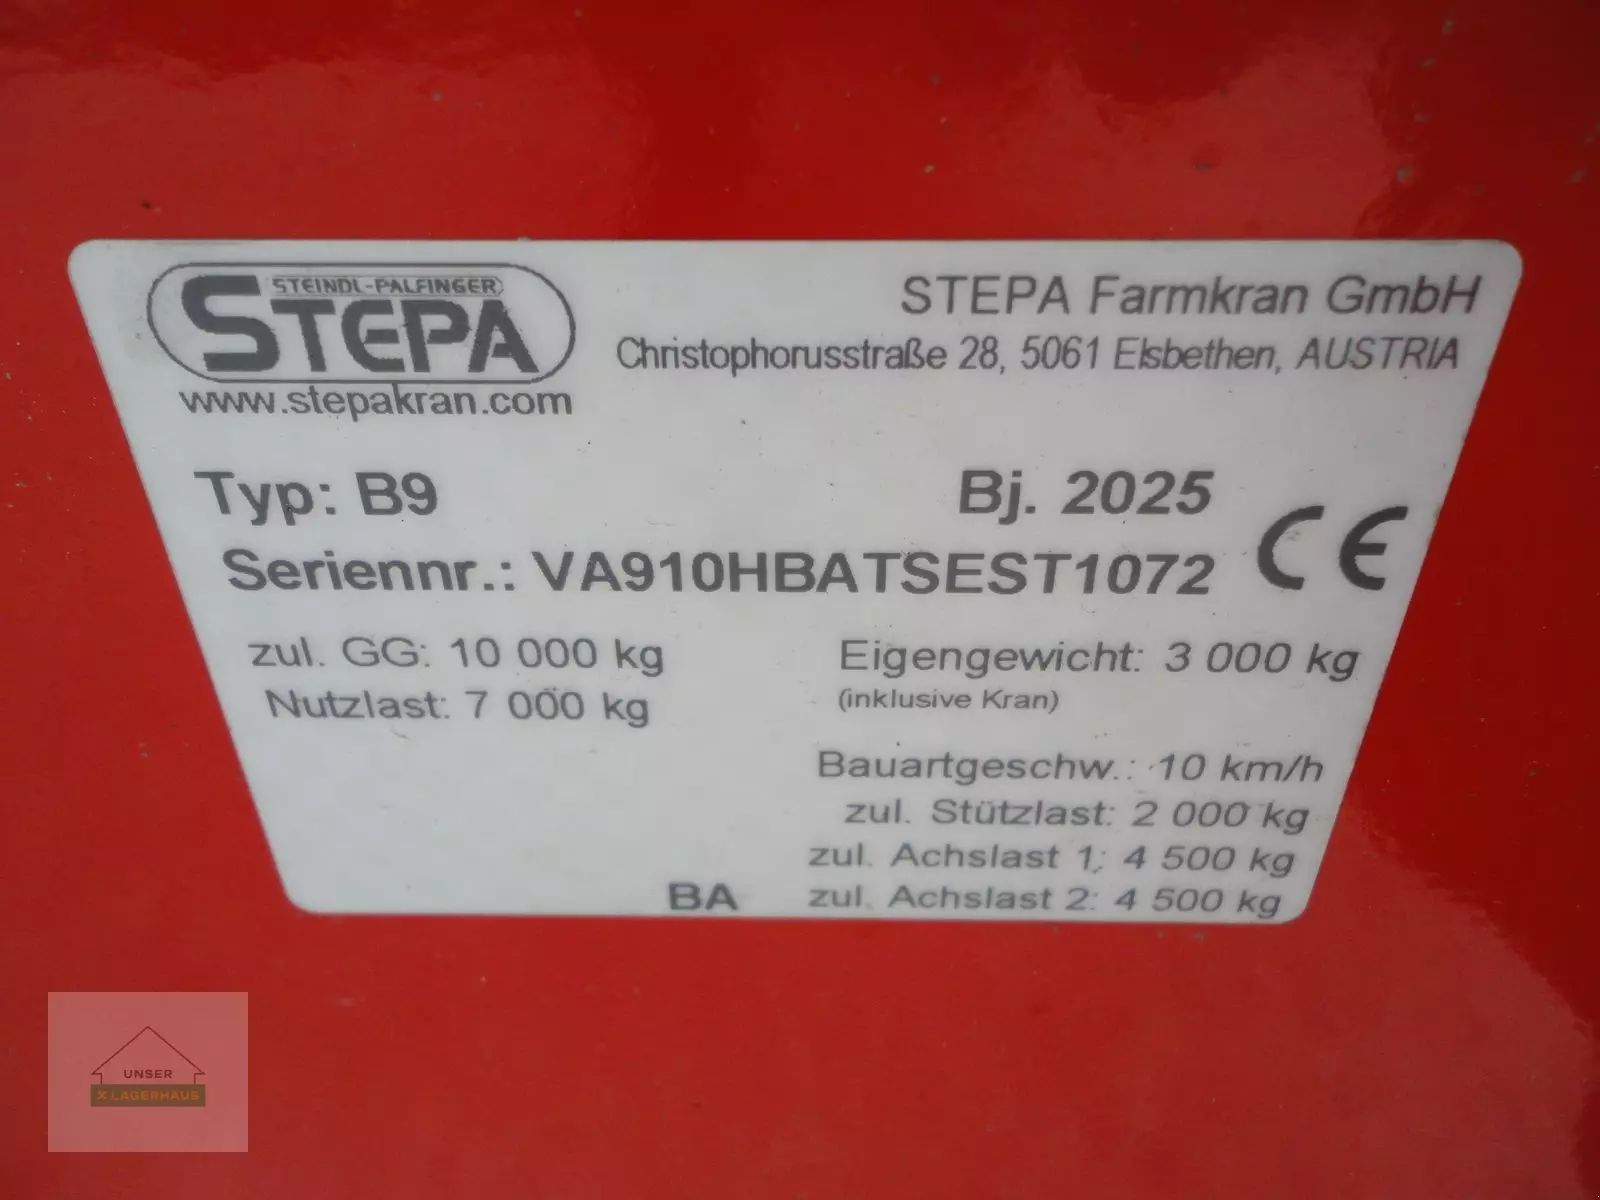 STEINDL-PALFINGER
STEPA
www.stepakran.com
STEPA Farmkran GmbH
Christophorusstraße 28, 5061 Elsbethen, AUSTRIA
Typ: B9
Bj. 2025
Seriennr.: VA910HBATSEST1072
CE
zul. GG: 10 000 kg
Eigengewicht: 3 000 kg
(inklusive Kran)
Nutzlast: 7 000 kg
Bauartgeschw.: 10 km/h
zul. Stützlast: 2 000 kg
zul. Achslast 1: 4 500 kg
BA
zul. Achslast 2: 4 500 kg
UNSER
LAGERHAUS